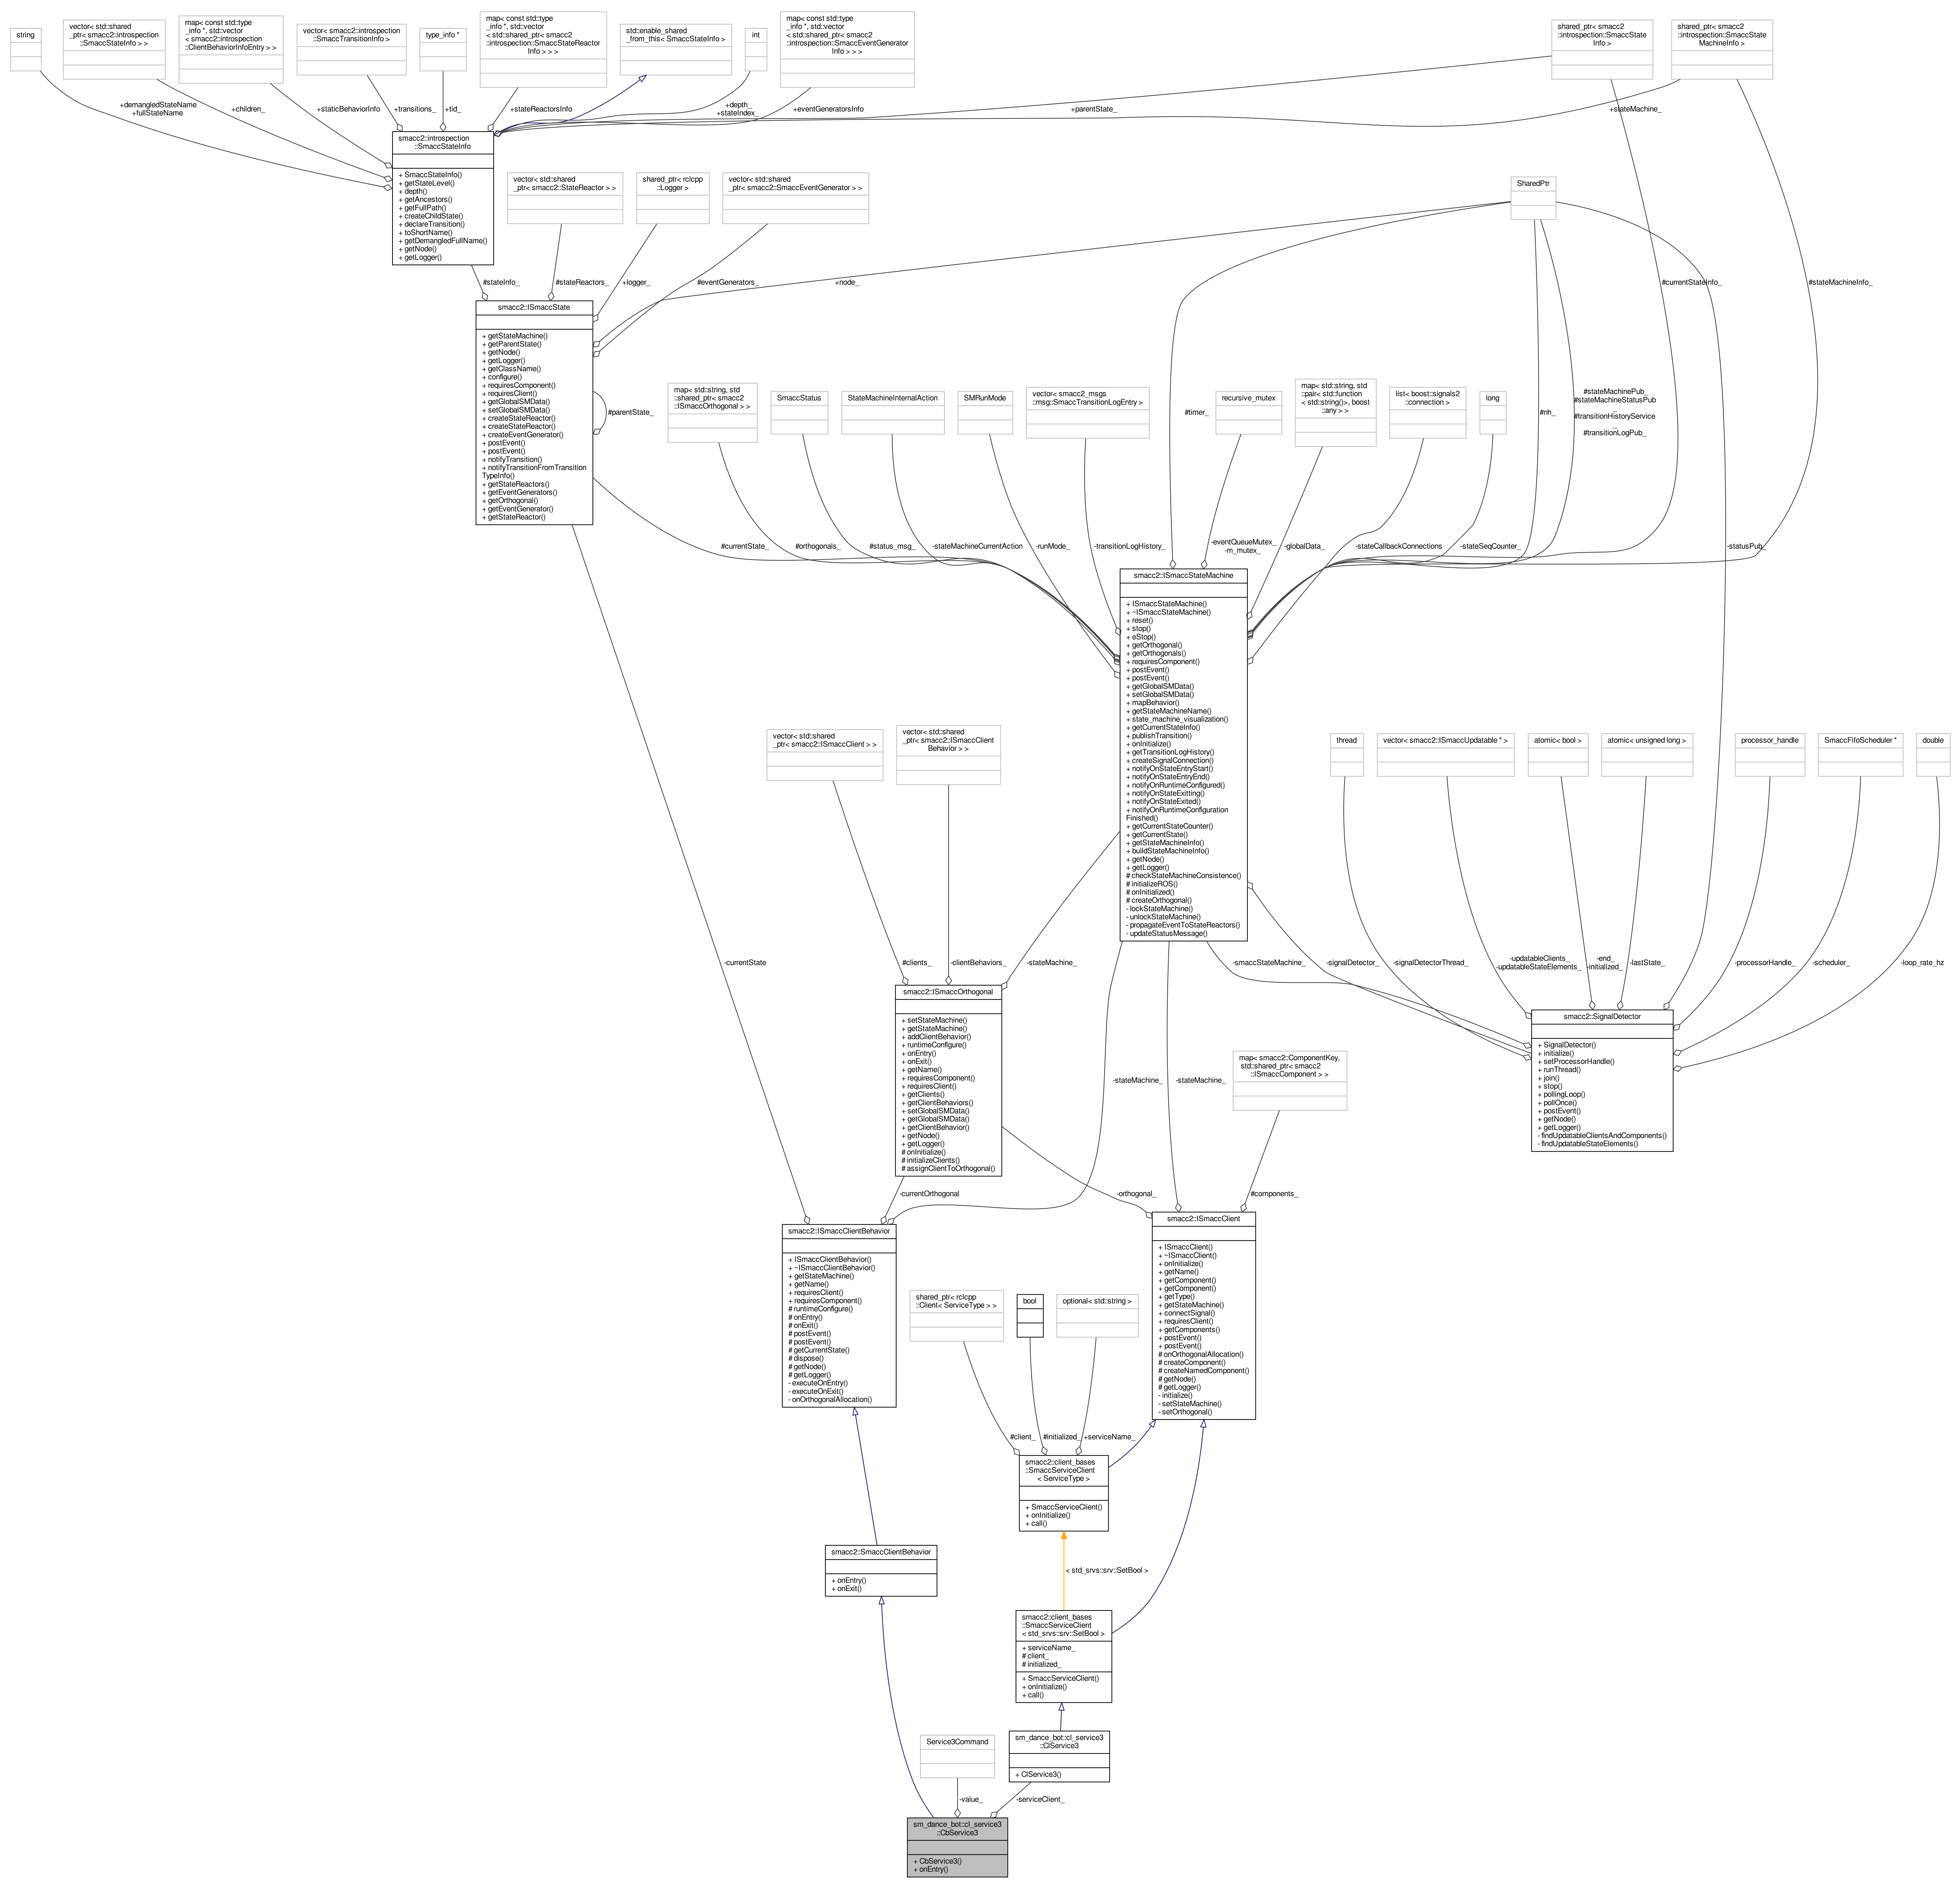 string
vector< std::shared
_ptr< smacc2::introspection
::SmaccStateInfo > >
map< const std::type
_info *, std::vector
< smacc2::introspection
::ClientBehaviorInfoEntry > >
vector< smacc2::introspection
::SmaccTransitionInfo >
type_info *
map< const std::type
_info *, std::vector
< std::shared_ptr< smacc2
::introspection::SmaccStateReactor
Info > > >
std::enable_shared
_from_this< SmaccStateInfo >
int
map< const std::type
_info *, std::vector
< std::shared_ptr< smacc2
::introspection::SmaccEventGenerator
Info > > >
shared_ptr< smacc2
::introspection::SmaccState
Info >
shared_ptr< smacc2
::introspection::SmaccState
MachineInfo >
+demangledStateName
+fullStateName
+children_
+staticBehaviorInfo
+transitions_
+tid_
+stateReactorsInfo
+depth_
+stateIndex_
+eventGeneratorsInfo
+parentState_
+stateMachine_
smacc2::introspection
::SmaccStateInfo
+ SmaccStateInfo()
+ getStateLevel()
+ depth()
+ getAncestors()
+ getFullPath()
+ createChildState()
+ declareTransition()
+ toShortName()
+ getDemangledFullName()
+ getNode()
+ getLogger()
vector< std::shared
_ptr< smacc2::StateReactor > >
shared_ptr< rclcpp
::Logger >
vector< std::shared
_ptr< smacc2::SmaccEventGenerator > >
SharedPtr
#stateInfo_
#stateReactors_
+logger_
#eventGenerators_
+node_
#currentStateInfo_
#stateMachineInfo_
smacc2::ISmaccState
+ getStateMachine()
+ getParentState()
+ getNode()
+ getLogger()
+ getClassName()
+ configure()
+ requiresComponent()
+ requiresClient()
+ getGlobalSMData()
+ setGlobalSMData()
+ createStateReactor()
+ createStateReactor()
+ createEventGenerator()
+ postEvent()
+ postEvent()
+ notifyTransition()
+ notifyTransitionFromTransition
TypeInfo()
+ getStateReactors()
+ getEventGenerators()
+ getOrthogonal()
+ getEventGenerator()
+ getStateReactor()
#parentState_
map< std::string, std
::shared_ptr< smacc2
::ISmaccOrthogonal > >
SmaccStatus
StateMachineInternalAction
SMRunMode
vector< smacc2_msgs
::msg::SmaccTransitionLogEntry >
#timer_
recursive_mutex
map< std::string, std
::pair< std::function
< std::string()>, boost
::any > >
list< boost::signals2
::connection >
long
#nh_
#stateMachinePub_
#stateMachineStatusPub
_
#transitionHistoryService
_
#transitionLogPub_
#currentState_
#orthogonals_
#status_msg_
-stateMachineCurrentAction
-runMode_
-transitionLogHistory_
-eventQueueMutex_
-m_mutex_
-globalData_
-stateCallbackConnections
-stateSeqCounter_
-statusPub_
smacc2::ISmaccStateMachine
+ ISmaccStateMachine()
+ ~ISmaccStateMachine()
+ reset()
+ stop()
+ eStop()
+ getOrthogonal()
+ getOrthogonals()
+ requiresComponent()
+ postEvent()
+ postEvent()
+ getGlobalSMData()
+ setGlobalSMData()
+ mapBehavior()
+ getStateMachineName()
+ state_machine_visualization()
+ getCurrentStateInfo()
+ publishTransition()
+ onInitialize()
+ getTransitionLogHistory()
+ createSignalConnection()
+ notifyOnStateEntryStart()
+ notifyOnStateEntryEnd()
+ notifyOnRuntimeConfigured()
+ notifyOnStateExitting()
+ notifyOnStateExited()
+ notifyOnRuntimeConfiguration
Finished()
+ getCurrentStateCounter()
+ getCurrentState()
+ getStateMachineInfo()
+ buildStateMachineInfo()
+ getNode()
+ getLogger()
# checkStateMachineConsistence()
# initializeROS()
# onInitialized()
# createOrthogonal()
- lockStateMachine()
- unlockStateMachine()
- propagateEventToStateReactors()
- updateStatusMessage()
vector< std::shared
_ptr< smacc2::ISmaccClient > >
vector< std::shared
_ptr< smacc2::ISmaccClient
Behavior > >
thread
vector< smacc2::ISmaccUpdatable * >
atomic< bool >
atomic< unsigned long >
processor_handle
SmaccFifoScheduler *
double
-currentState
#clients_
-clientBehaviors_
-stateMachine_
-smaccStateMachine_
-signalDetector_
-signalDetectorThread_
-updatableClients_
-updatableStateElements_
-end_
-initialized_
-lastState_
-processorHandle_
-scheduler_
-loop_rate_hz
smacc2::ISmaccOrthogonal
+ setStateMachine()
+ getStateMachine()
+ addClientBehavior()
+ runtimeConfigure()
+ onEntry()
+ onExit()
+ getName()
+ requiresComponent()
+ requiresClient()
+ getClients()
+ getClientBehaviors()
+ setGlobalSMData()
+ getGlobalSMData()
+ getClientBehavior()
+ getNode()
+ getLogger()
# onInitialize()
# initializeClients()
# assignClientToOrthogonal()
smacc2::SignalDetector
+ SignalDetector()
+ initialize()
+ setProcessorHandle()
+ runThread()
+ join()
+ stop()
+ pollingLoop()
+ pollOnce()
+ postEvent()
+ getNode()
+ getLogger()
- findUpdatableClientsAndComponents()
- findUpdatableStateElements()
map< smacc2::ComponentKey,
std::shared_ptr< smacc2
::ISmaccComponent > >
-stateMachine_
-stateMachine_
-currentOrthogonal
-orthogonal_
#components_
smacc2::ISmaccClientBehavior
+ ISmaccClientBehavior()
+ ~ISmaccClientBehavior()
+ getStateMachine()
+ getName()
+ requiresClient()
+ requiresComponent()
# runtimeConfigure()
# onEntry()
# onExit()
# postEvent()
# postEvent()
# getCurrentState()
# dispose()
# getNode()
# getLogger()
- executeOnEntry()
- executeOnExit()
- onOrthogonalAllocation()
smacc2::ISmaccClient
+ ISmaccClient()
+ ~ISmaccClient()
+ onInitialize()
+ getName()
+ getComponent()
+ getComponent()
+ getType()
+ getStateMachine()
+ connectSignal()
+ requiresClient()
+ getComponents()
+ postEvent()
+ postEvent()
# onOrthogonalAllocation()
# createComponent()
# createNamedComponent()
# getNode()
# getLogger()
- initialize()
- setStateMachine()
- setOrthogonal()
shared_ptr< rclcpp
::Client< ServiceType > >
bool
optional< std::string >
#client_
#initialized_
+serviceName_
smacc2::client_bases
::SmaccServiceClient
< ServiceType >
+ SmaccServiceClient()
+ onInitialize()
+ call()
smacc2::SmaccClientBehavior
+ onEntry()
+ onExit()
< std_srvs::srv::SetBool >
smacc2::client_bases
::SmaccServiceClient
< std_srvs::srv::SetBool >
+ serviceName_
# client_
# initialized_
+ SmaccServiceClient()
+ onInitialize()
+ call()
Service3Command
sm_dance_bot::cl_service3
::ClService3
+ ClService3()
-value_
-serviceClient_
sm_dance_bot::cl_service3
::CbService3
+ CbService3()
+ onEntry()